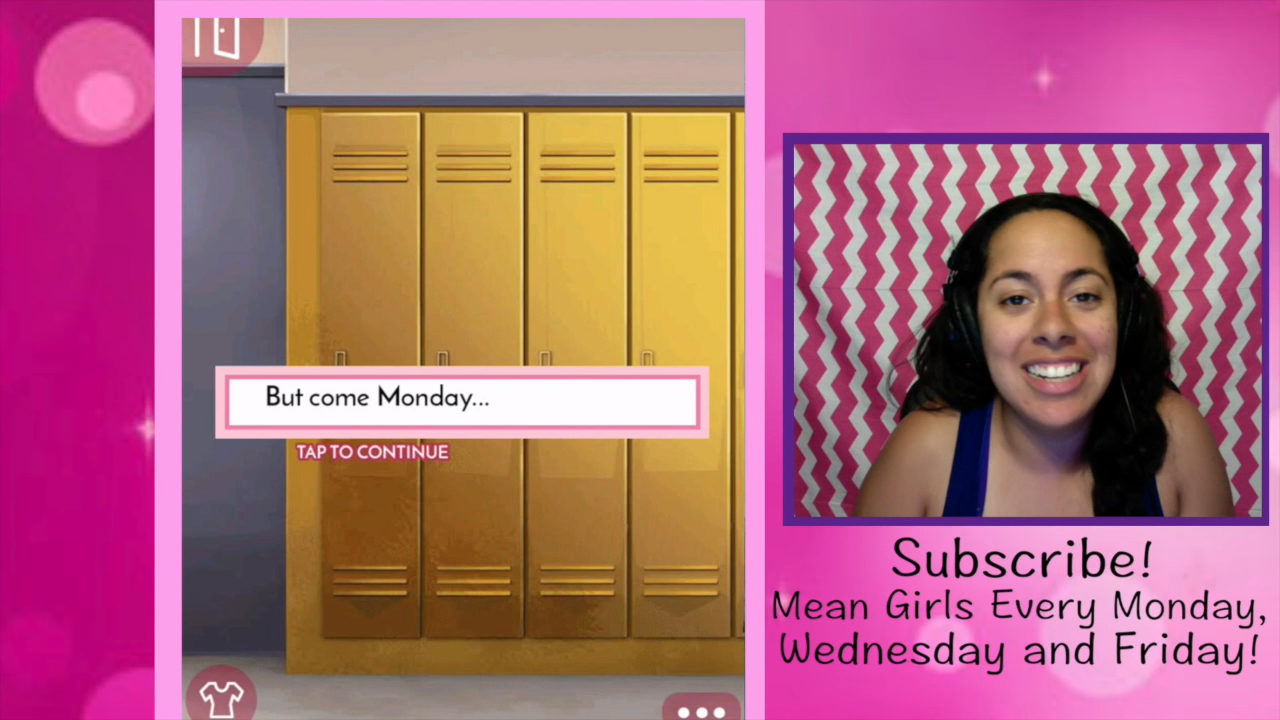 But come Monday...
TAP TO CONTINUE
Subscribe!
Mean Girls Every Monday,
Wednesday and Friday!